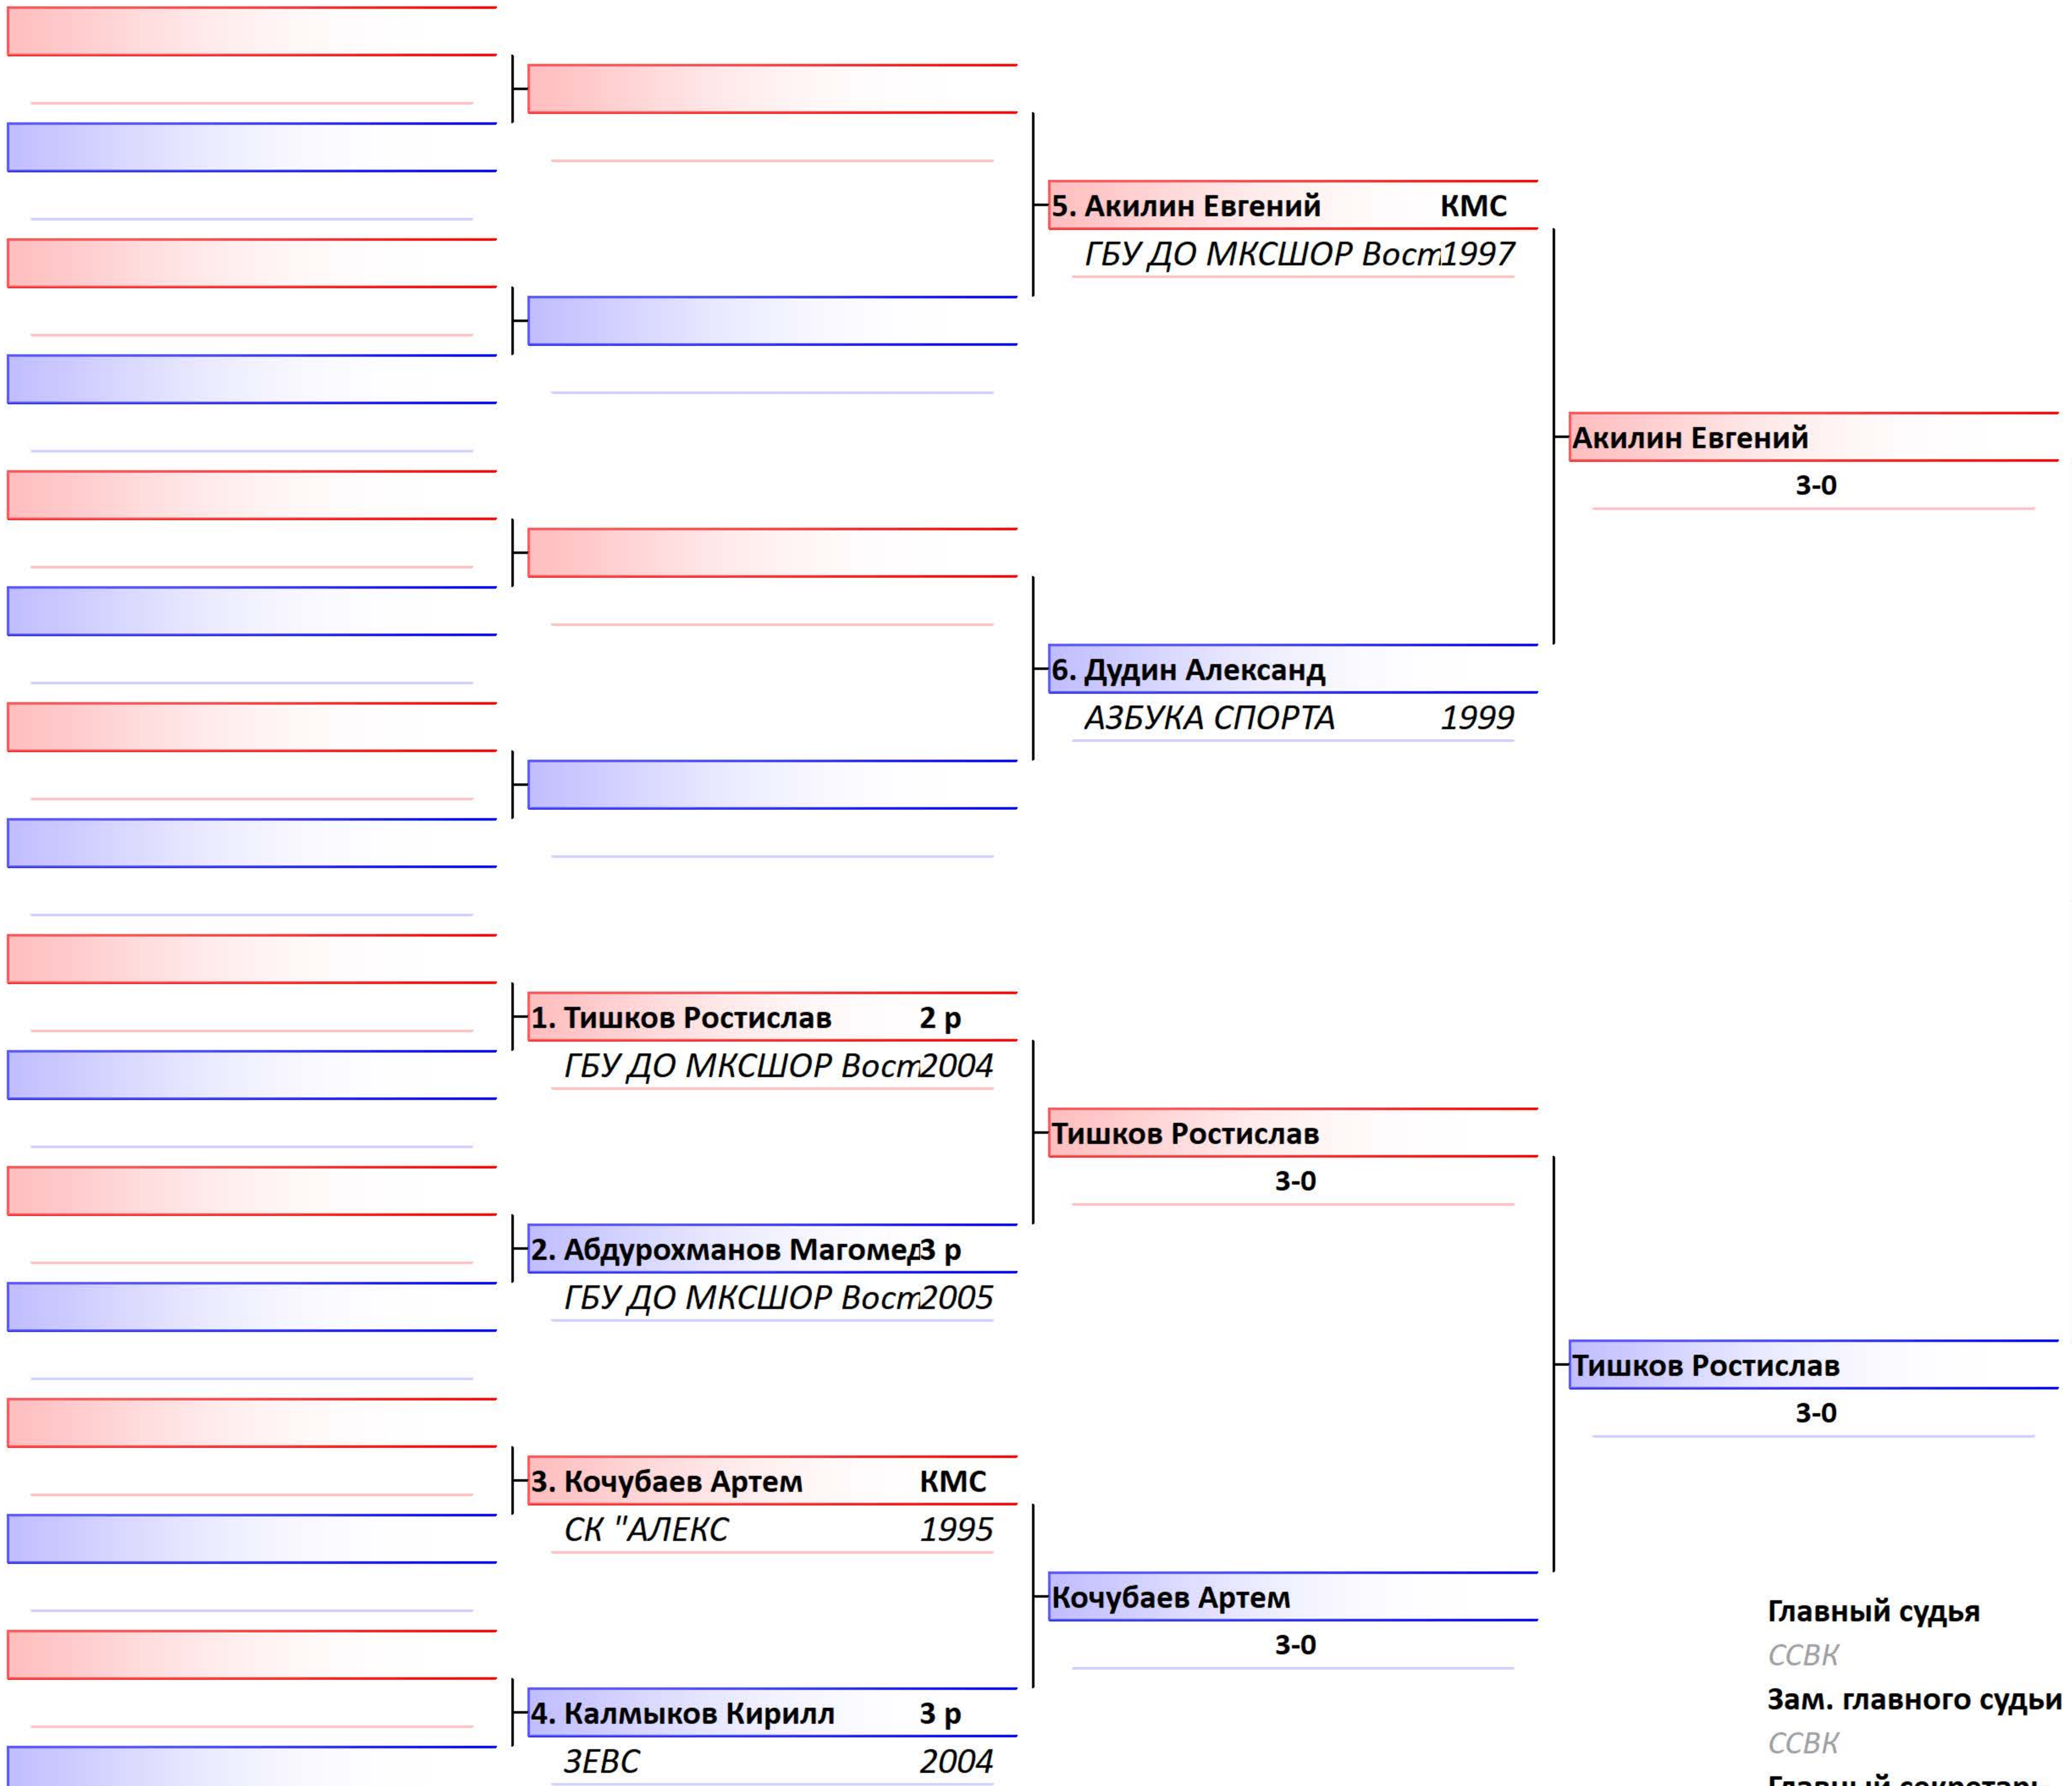 5. Акилин Евгений КМС
ГБУ ДО МКСШОР Вост 1997
Акилин Евгений
3-0
6. Дудин Александ
АЗБУКА СПОРТА 1999
1. Тишков Ростислав 2 р
ГБУ ДО МКСШОР Вост 2004
Тишков Ростислав
3-0
2. Абдурохманов Магомед 3 р
ГБУ ДО МКСШОР Вост 2005
Тишков Ростислав
3-0
3. Кочубаев Артем КМС
СК "АЛЕКС 1995
Кочубаев Артем
3-0
4. Калмыков Кирилл 3 р
ЗЕВС 2004
Главный судья
ССВК
Зам. главного судьи
ССВК
Главный секретарь